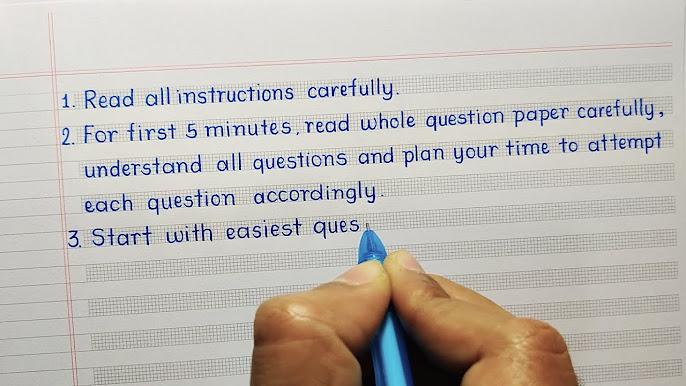 1. Read all instructions carefully.
2. For first 5 minutes, read whole question paper carefully,
understand all questions and plan your time to attempt
each question accordingly.
3. Start with easiest ques